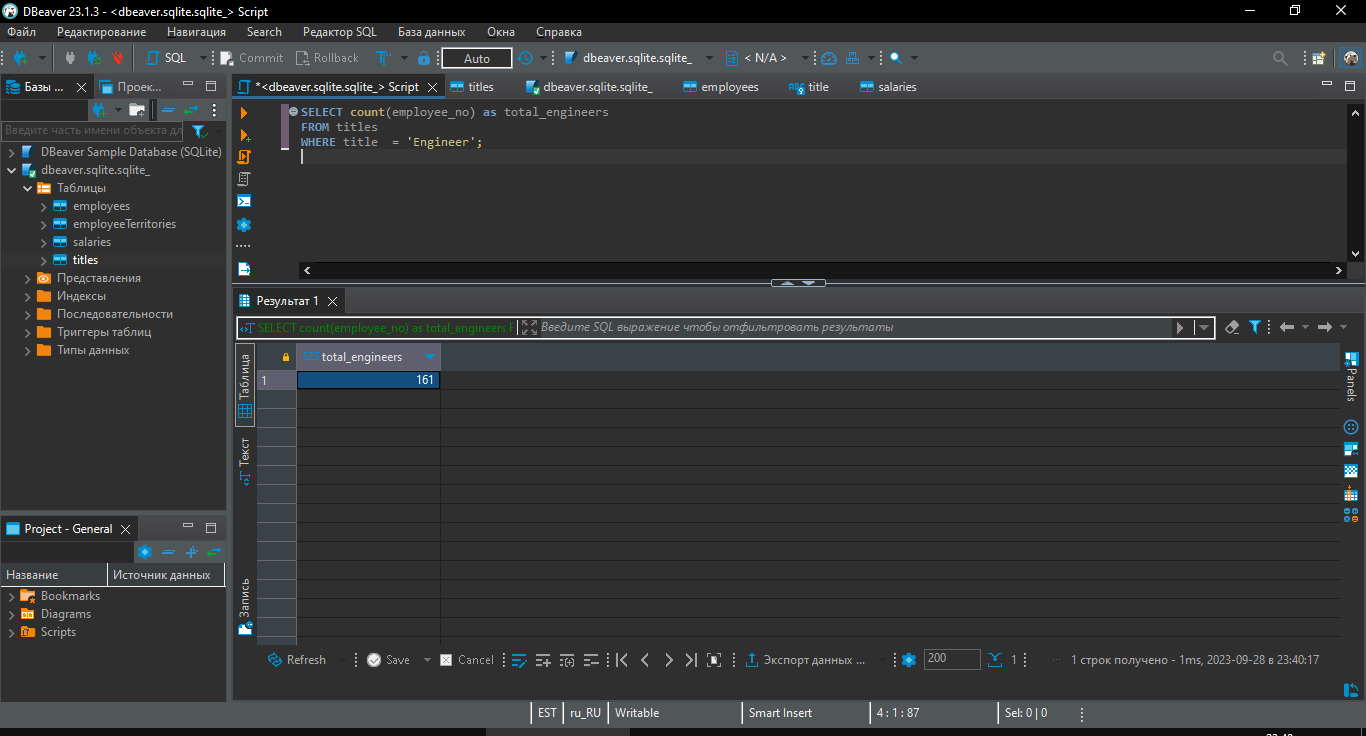 DBeaver 23.1.3 - <dbeaver.sqlite.sqlite_> Script
Файл Редактирование Навигация Search Редактор SQL База данных Окна Справка
SQL Commit Rollback Auto dbeaver.sqlite.sqlite_ < N/A >
Базы ... Проек...
*<dbeaver.sqlite.sqlite_> Script titles dbeaver.sqlite.sqlite_ employees title salaries
Введите часть имени объекта дл
DBeaver Sample Database (SQLite)
dbeaver.sqlite.sqlite_
Таблицы
employees
employeeTerritories
salaries
titles
Представления
Индексы
Последовательности
Триггеры таблиц
Типы данных
SELECT count(employee_no) as total_engineers
FROM titles
WHERE title = 'Engineer';
Результат 1
SELECT count(employee_no) as total_engineers F
Введите SQL выражение чтобы отфильтровать результаты
Таблица
Текст
Запись
123 total_engineers
1 161
Panels
Project - General
Название Источник данных
Bookmarks
Diagrams
Scripts
Refresh Save Cancel Экспорт данных ... 200 1 1 строк получено - 1ms, 2023-09-28 в 23:40:17
EST ru_RU Writable Smart Insert 4 : 1 : 87 Sel: 0 | 0